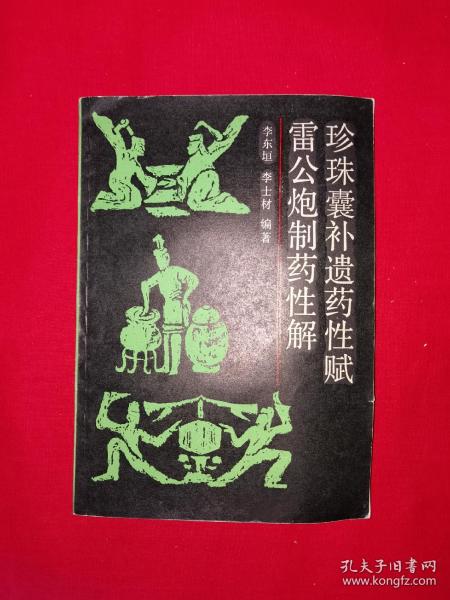 珍珠囊补遗药性赋
雷公炮制药性解
李东垣 李士材 编著
孔夫子旧书网
www.kongfz.com